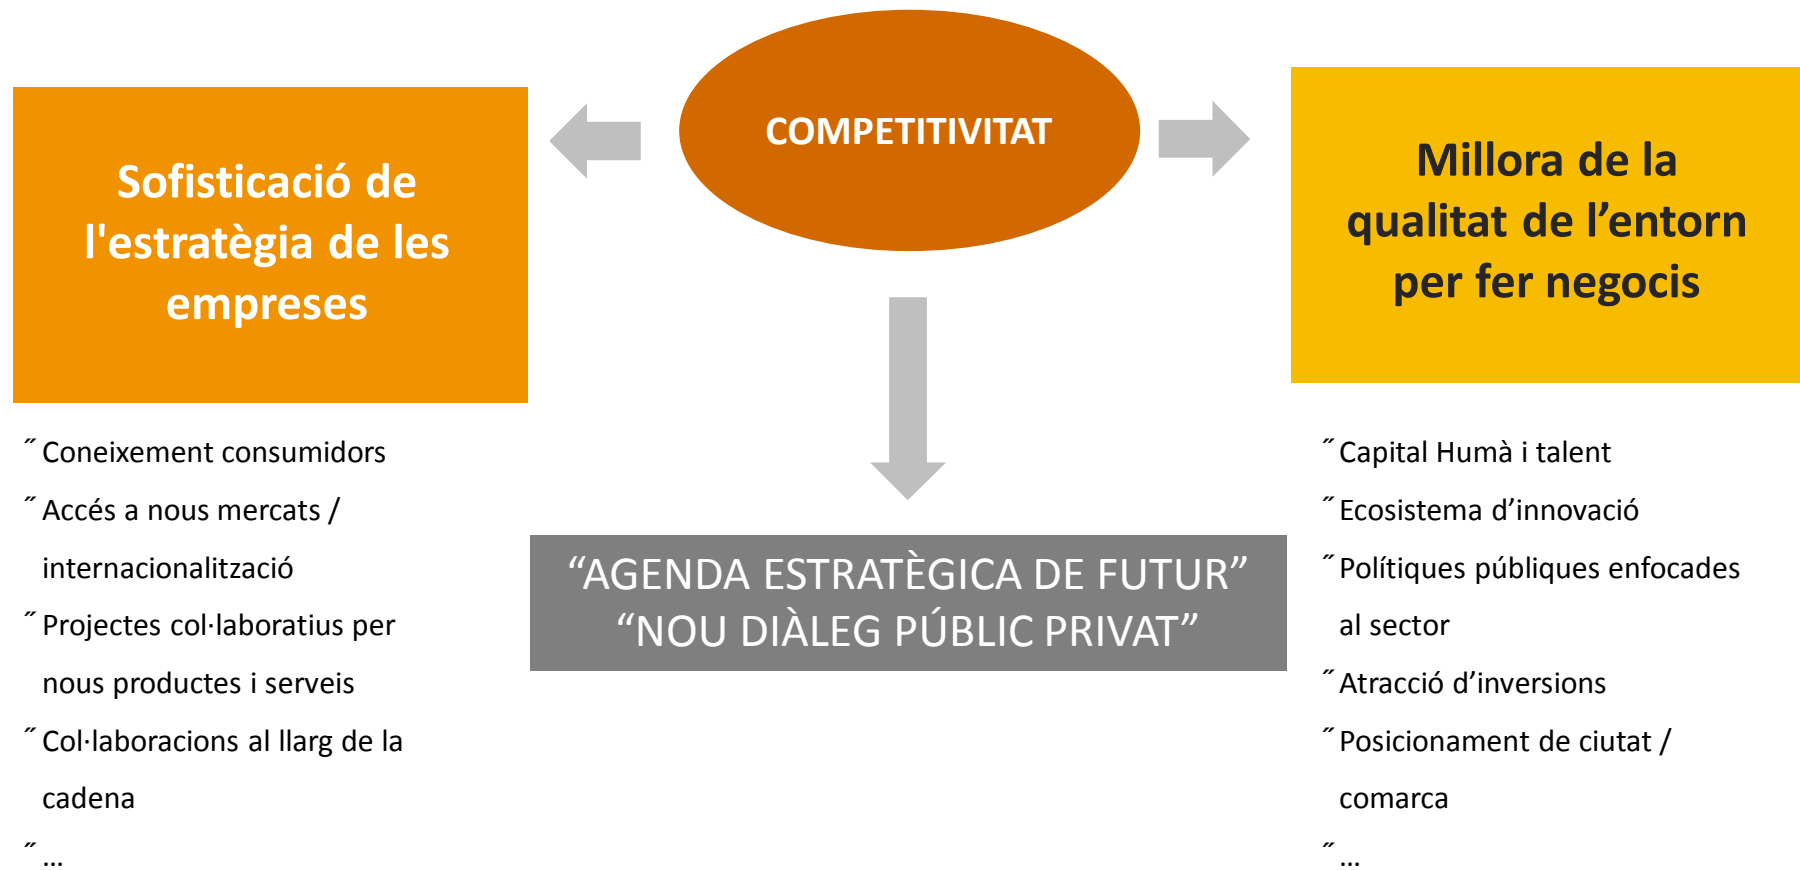 COMPETITIVITAT
Sofisticació de
l'estratègia de les
empreses
˝ Coneixement consumidors
˝ Accés a nous mercats /
internacionalització
˝ Projectes col·laboratius per
nous productes i serveis
˝ Col·laboracions al llarg de la
cadena
˝ ...
“AGENDA ESTRATÈGICA DE FUTUR”
“NOU DIÀLEG PÚBLIC PRIVAT”
Millora de la
qualitat de l’entorn
per fer negocis
˝ Capital Humà i talent
˝ Ecosistema d’innovació
˝ Polítiques públiques enfocades
al sector
˝ Atracció d’inversions
˝ Posicionament de ciutat /
comarca
˝ ...